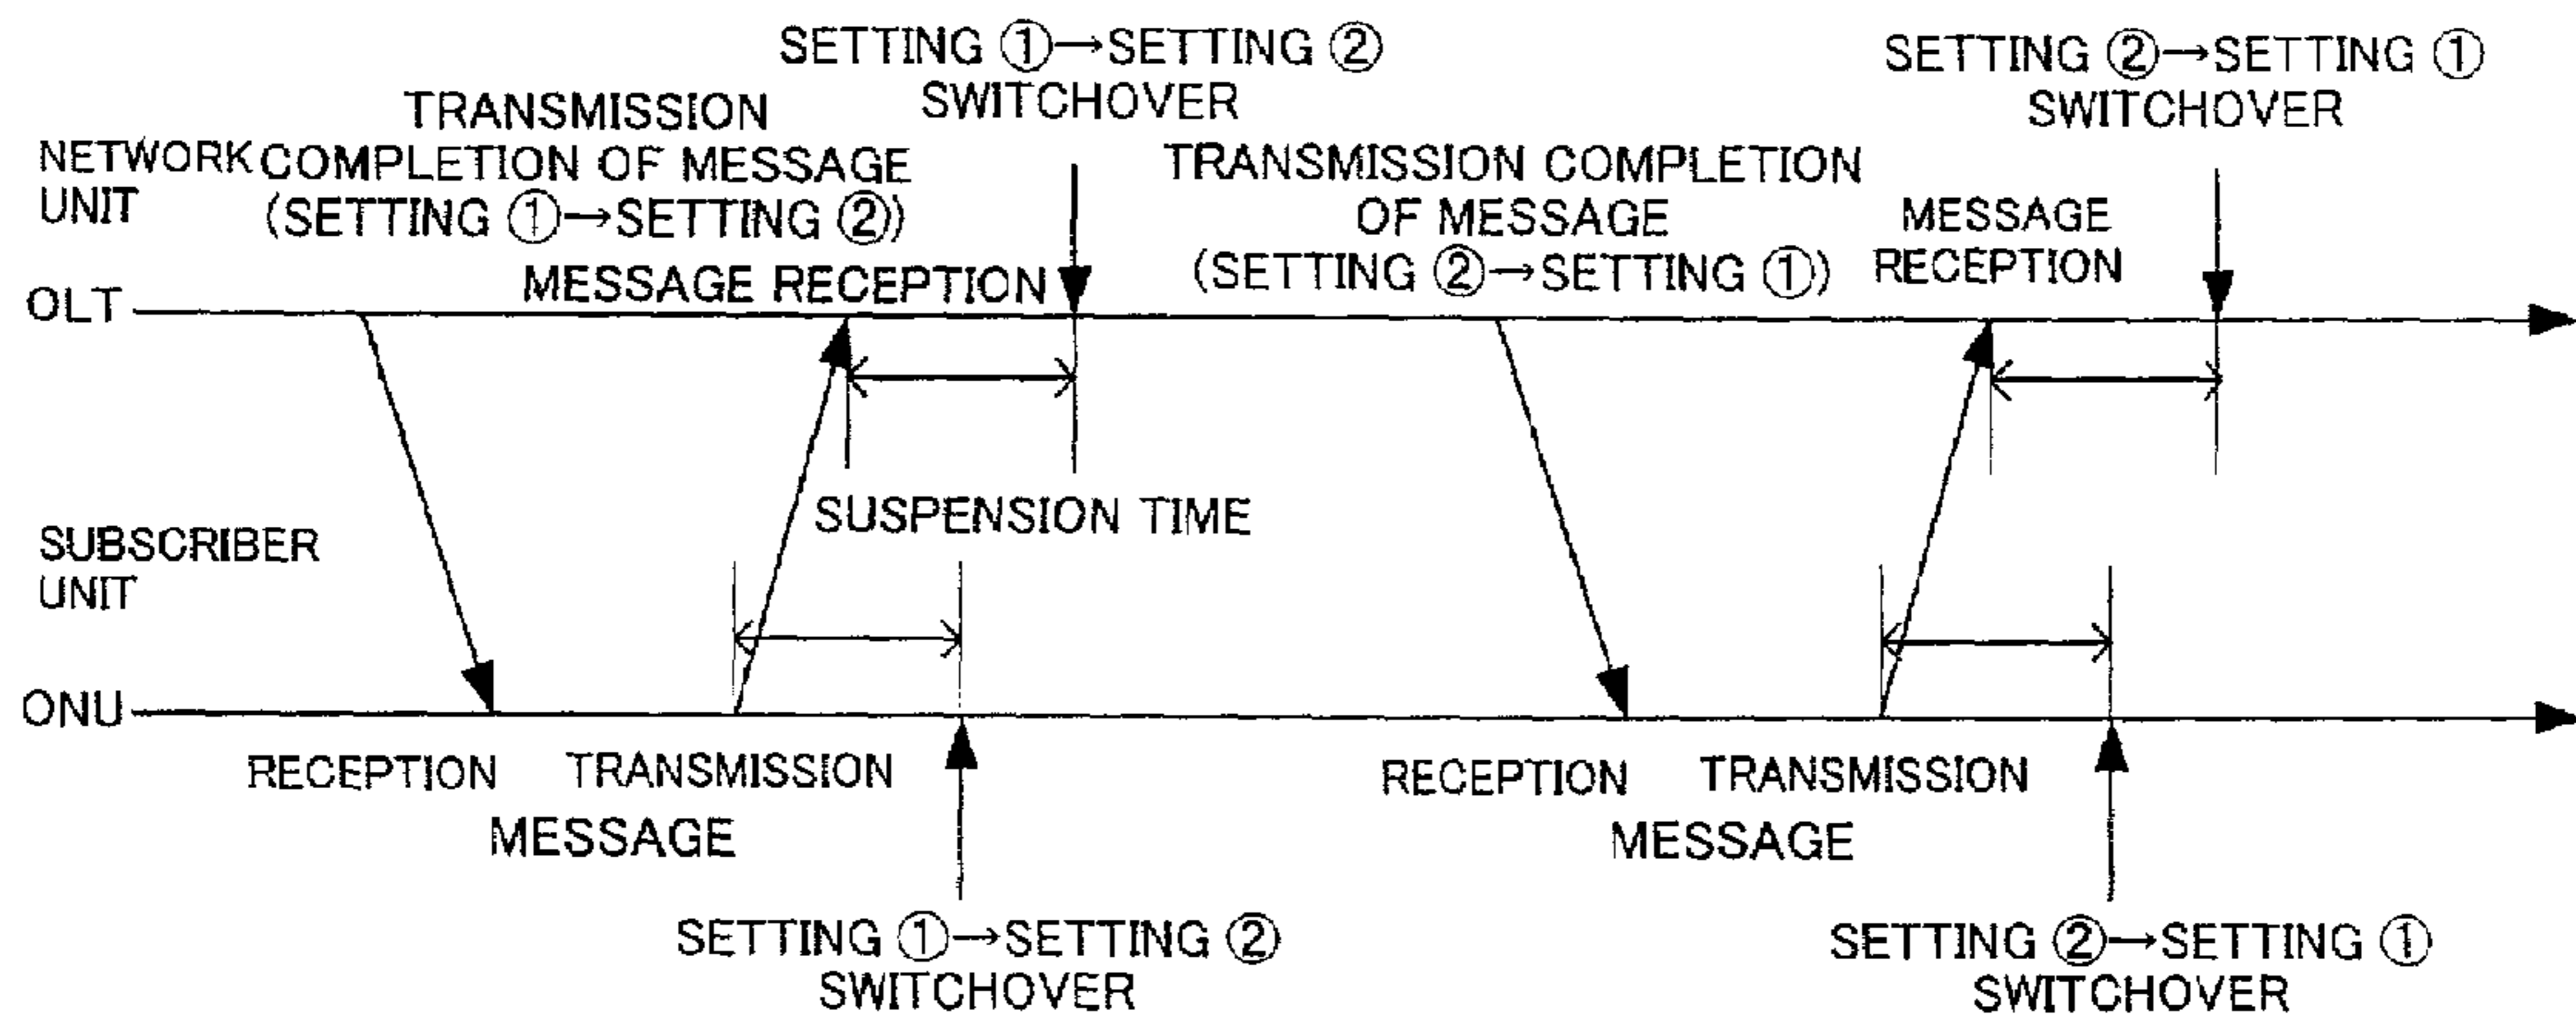 SETTING ①→SETTING ②
SWITCHOVER
SETTING ②→SETTING ①
SWITCHOVER
TRANSMISSION
COMPLETION OF MESSAGE
(SETTING ①→SETTING ②)
NETWORK
UNIT
TRANSMISSION COMPLETION
OF MESSAGE
(SETTING ②→SETTING ①)
MESSAGE
RECEPTION
MESSAGE RECEPTION
OLT
SUSPENSION TIME
SUBSCRIBER
UNIT
ONU
RECEPTION
TRANSMISSION
MESSAGE
RECEPTION
TRANSMISSION
MESSAGE
SETTING ①→SETTING ②
SWITCHOVER
SETTING ②→SETTING ①
SWITCHOVER